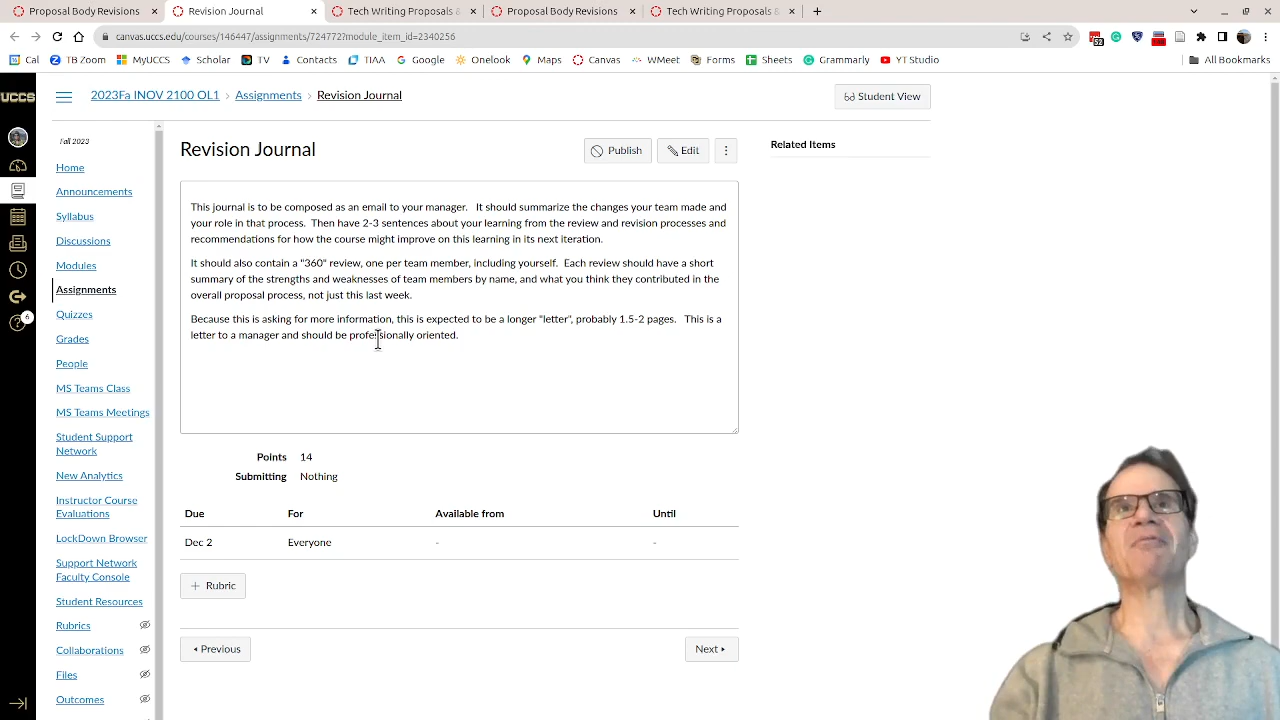 Proposal Body Revisions
Revision Journal
Tech Writing Proposals &
Proposal Body Revisions
Tech Writing Proposals &
canvas.uccs.edu/courses/146447/assignments/724772?module_item_id=2340256
52
Cal
TB Zoom
MyUCCS
Scholar
TV
Contacts
TIAA
Google
Onelook
Maps
Canvas
WMeet
Forms
Sheets
Grammarly
YT Studio
All Bookmarks
UCCS
2023Fa INOV 2100 OL1 › Assignments › Revision Journal
Student View
Fall 2023
Home
Announcements
Syllabus
Discussions
Modules
Assignments
Quizzes
Grades
People
MS Teams Class
MS Teams Meetings
Student Support
Network
New Analytics
Instructor Course
Evaluations
LockDown Browser
Support Network
Faculty Console
Student Resources
Rubrics
Collaborations
Files
Outcomes
6
Revision Journal
Publish
Edit
Related Items
This journal is to be composed as an email to your manager. It should summarize the changes your team made and
your role in that process. Then have 2-3 sentences about your learning from the review and revision processes and
recommendations for how the course might improve on this learning in its next iteration.
It should also contain a "360" review, one per team member, including yourself. Each review should have a short
summary of the strengths and weaknesses of team members by name, and what you think they contributed in the
overall proposal process, not just this last week.
Because this is asking for more information, this is expected to be a longer "letter", probably 1.5-2 pages. This is a
letter to a manager and should be professionally oriented.
Points 14
Submitting Nothing
Due For Available from Until
Dec 2 Everyone - -
+ Rubric
Previous
Next